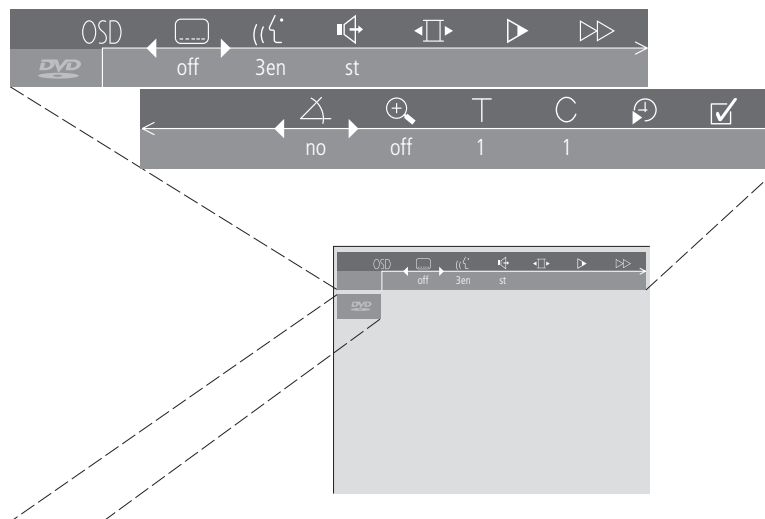 OSD
DVD off 3en st
T C
no off 1 1
OSD
off 3en st
DVD